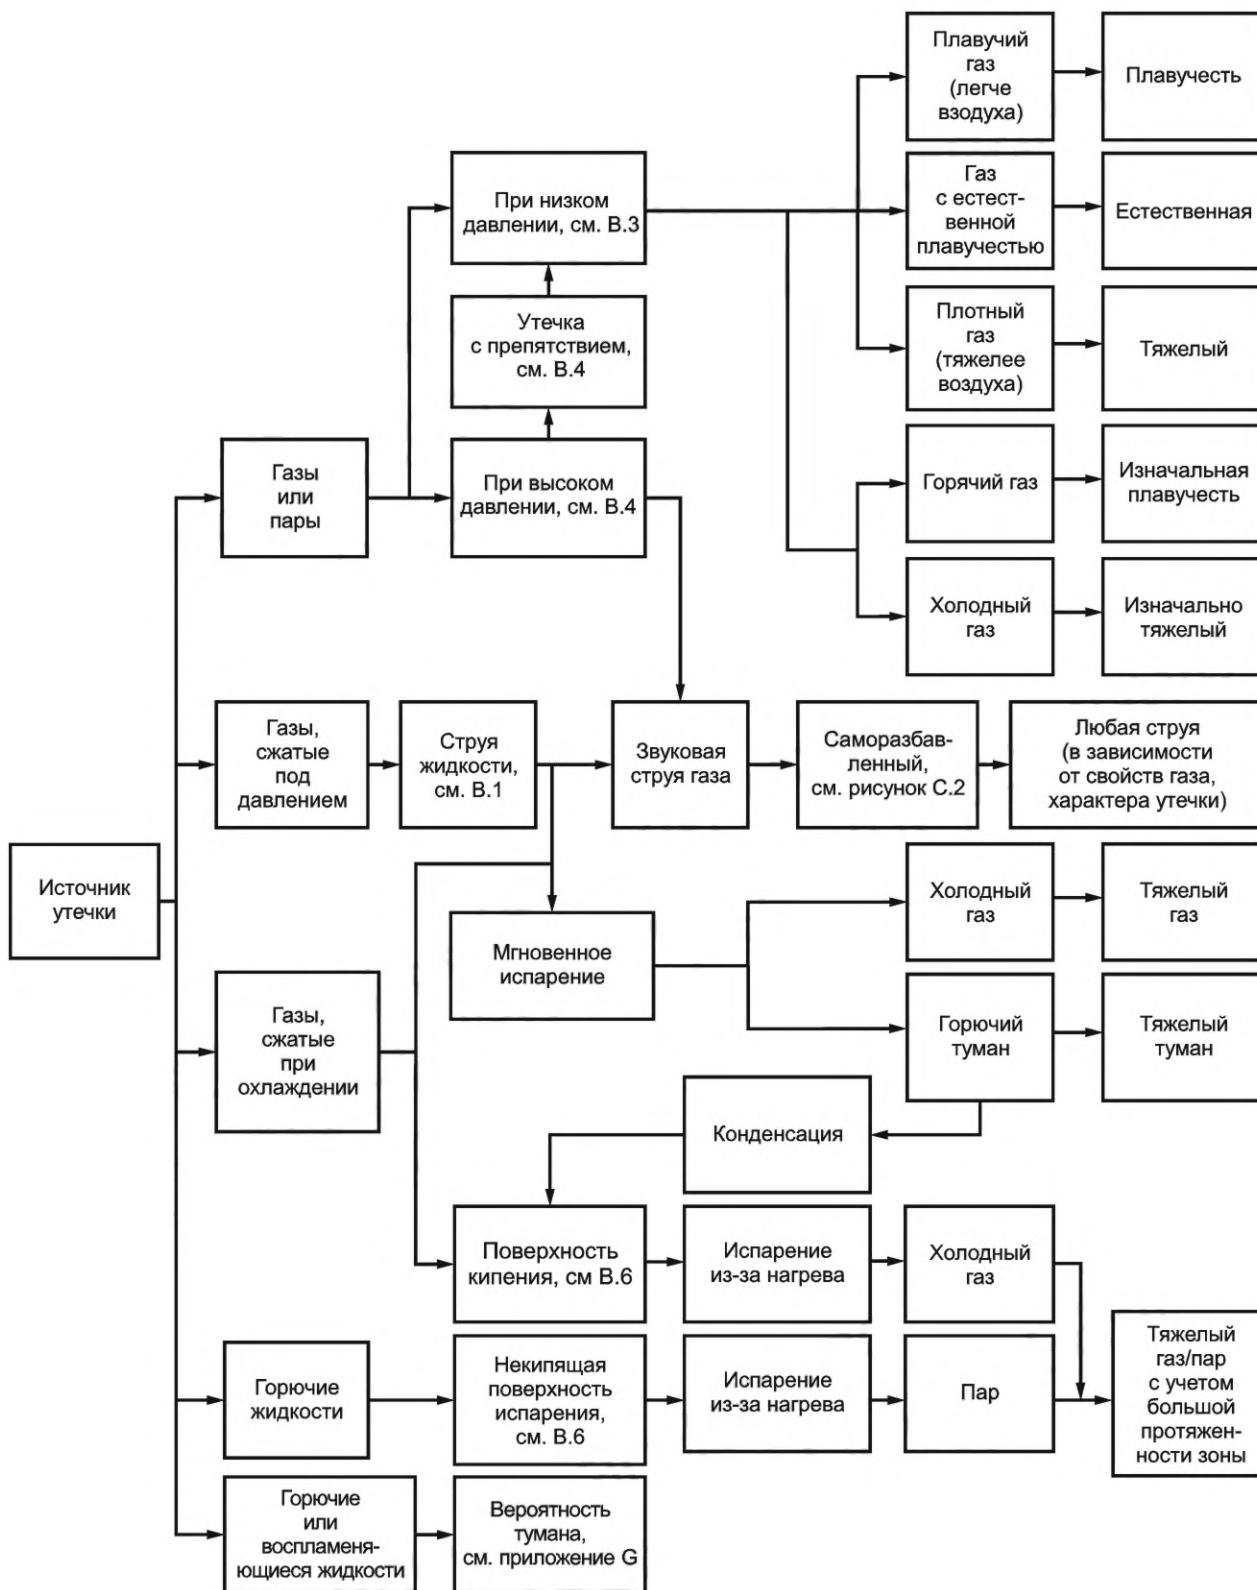 Плавучий
газ
(легче
взодуха)
Плавучесть
При низком
давлении, см. В.3
Газ
с естест-
венной
плавучестью
Естественная
Утечка
с препятствием,
см. В.4
Плотный
газ
(тяжелее
воздуха)
Тяжелый
Газы
или
пары
При высоком
давлении, см. В.4
Горячий газ
Изначальная
плавучесть
Холодный
газ
Изначально
тяжелый
Газы,
сжатые
под
давлением
Струя
жидкости,
см. В.1
Звуковая
струя газа
Саморазбав-
ленный,
см. рисунок С.2
Любая струя
(в зависимости
от свойств газа,
характера утечки)
Источник
утечки
Мгновенное
испарение
Холодный
газ
Тяжелый
газ
Газы,
сжатые
при
охлаждении
Горючий
туман
Тяжелый
туман
Конденсация
Поверхность
кипения, см В.6
Испарение
из-за нагрева
Холодный
газ
Горючие
жидкости
Некипящая
поверхность
испарения,
см. В.6
Испарение
из-за нагрева
Пар
Тяжелый
газ/пар
с учетом
большой
протяжен-
ности зоны
Горючие
или
воспламеня-
ющиеся жидкости
Вероятность
тумана,
см. приложение G